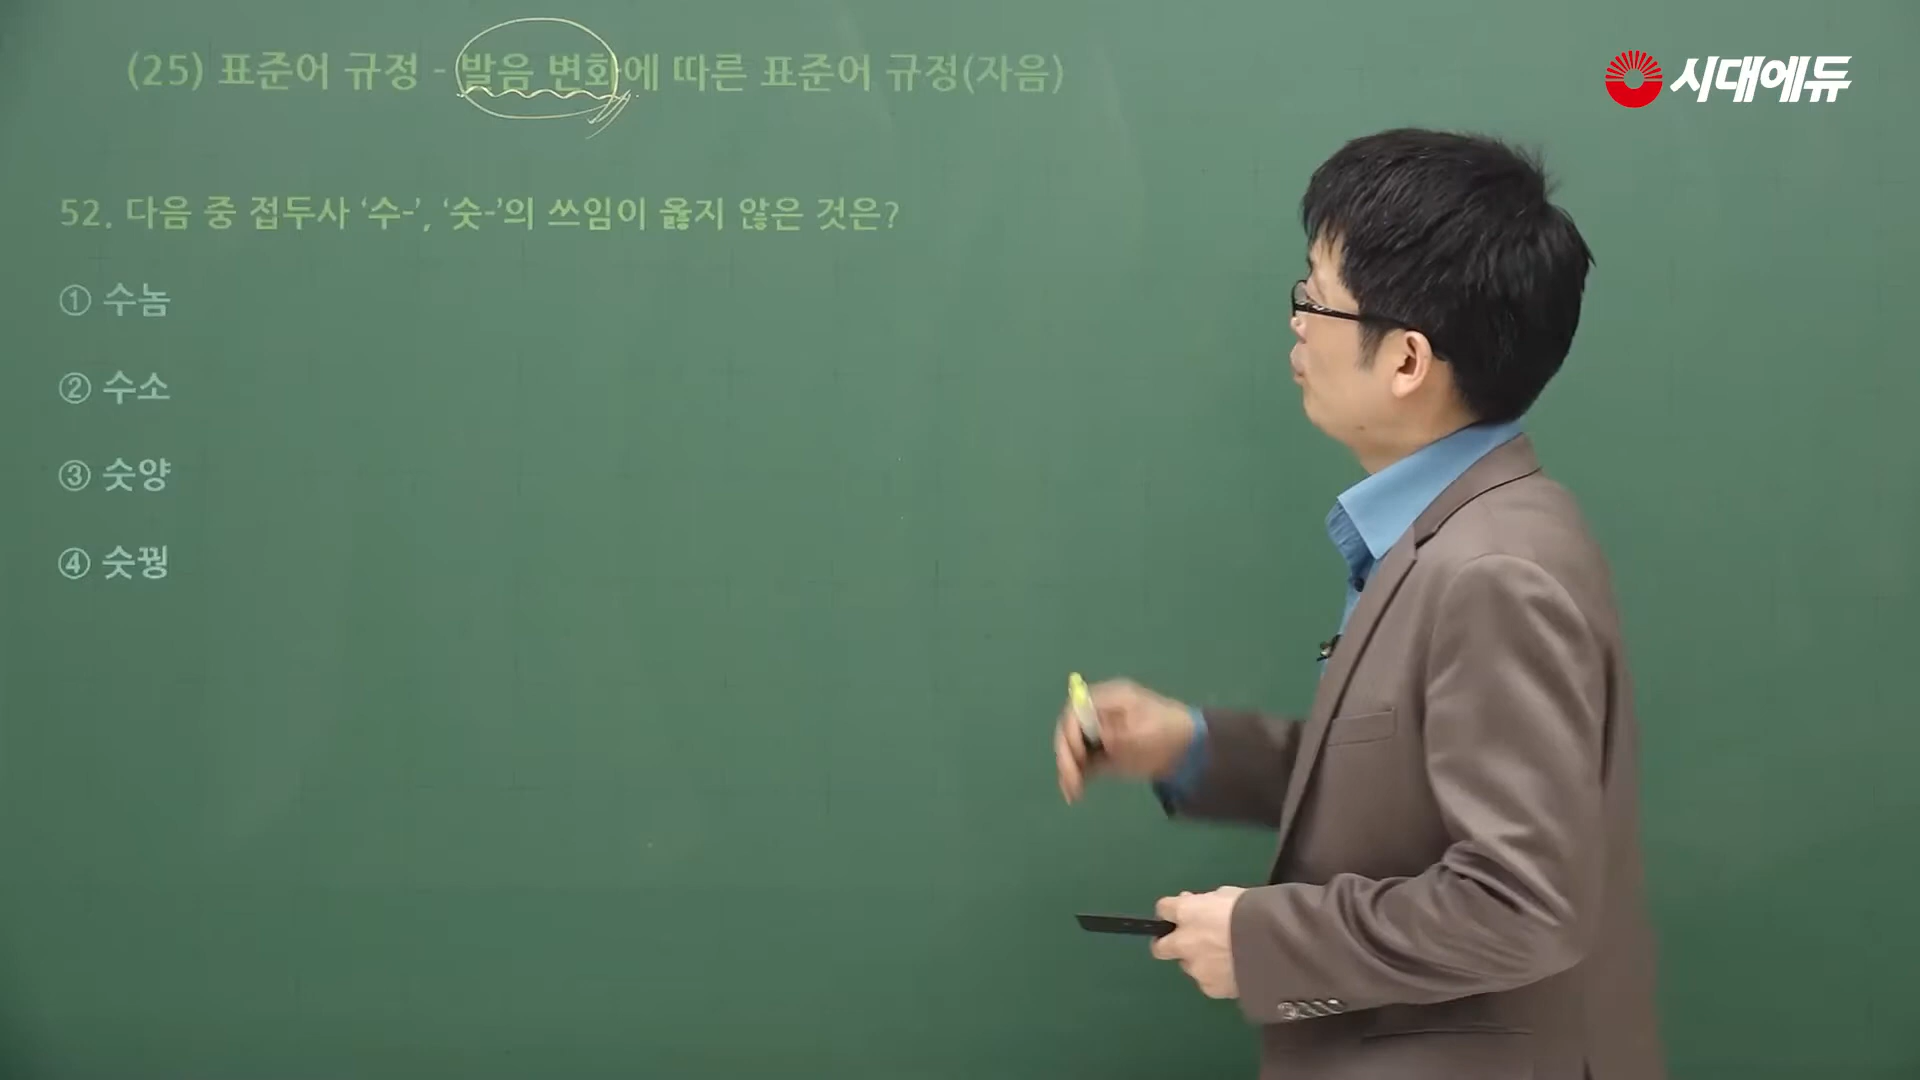 (25) 표준어 규정 - 발음 변화에 따른 표준어 규정(자음)
시대에듀
52. 다음 중 접두사 ‘수-’, ‘숫-’의 쓰임이 옳지 않은 것은?
① 수놈
② 수소
③ 숫양
④ 숫꿩